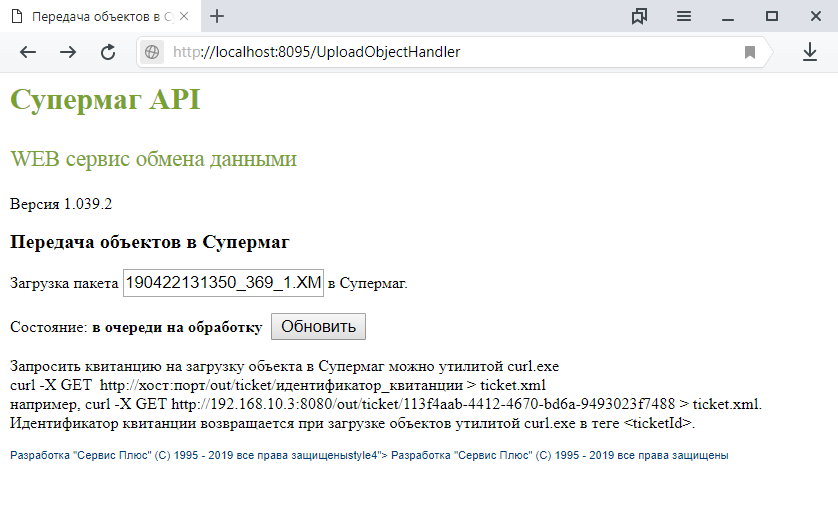 Передача объектов в С
http://localhost:8095/UploadObjectHandler
Супермаг API
WEB сервис обмена данными
Версия 1.039.2
Передача объектов в Супермаг
Загрузка пакета 190422131350_369_1.XM в Супермаг.
Состояние: в очереди на обработку Обновить
Запросить квитанцию на загрузку объекта в Супермаг можно утилитой curl.exe
curl -X GET  http://хост:порт/out/ticket/идентификатор_квитанции > ticket.xml
например, curl -X GET http://192.168.10.3:8080/out/ticket/113f4aab-4412-4670-bd6a-9493023f7488 > ticket.xml.
Идентификатор квитанции возвращается при загрузке объектов утилитой curl.exe в теге <ticketId>.
Разработка "Сервис Плюс" (C) 1995 - 2019 все права защищеныstyle4"> Разработка "Сервис Плюс" (C) 1995 - 2019 все права защищены